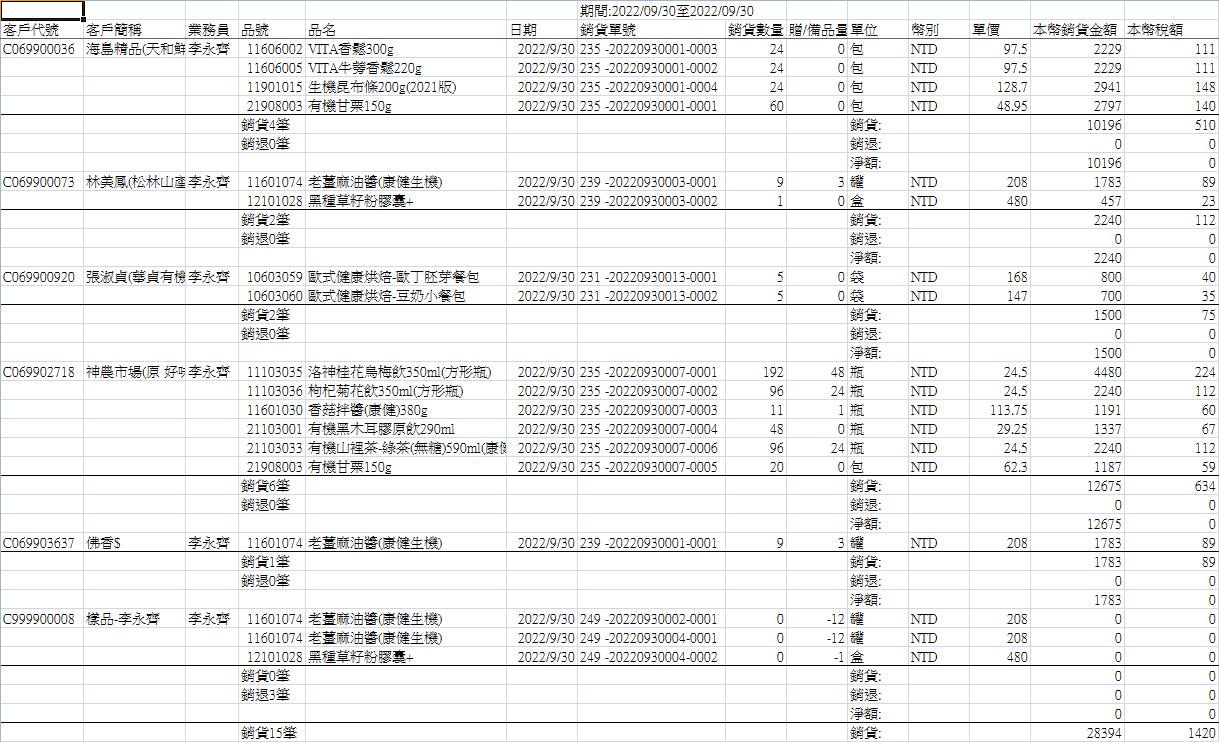 期間:2022/09/30至2022/09/30
客戶代號 客戶簡稱 業務員 品號 品名 日期 銷貨單號 銷貨數量 贈/備品量 單位 幣別 單價 本幣銷貨金額 本幣稅額
C069900036 海島精品(天和鮮 李永齊 11606002 VITA香鬆300g 2022/9/30 235 -20220930001-0003 24 0 包 NTD 97.5 2229 111
11606005 VITA牛蒡香鬆220g 2022/9/30 235 -20220930001-0002 24 0 包 NTD 97.5 2229 111
11901015 生機昆布條200g(2021版) 2022/9/30 235 -20220930001-0004 24 0 包 NTD 128.7 2941 148
21908003 有機甘栗150g 2022/9/30 235 -20220930001-0001 60 0 包 NTD 48.95 2797 140
銷貨4筆 銷貨: 10196 510
銷退0筆 銷退: 0 0
淨額: 10196 0
C069900073 林美鳳(松林山產 李永齊 11601074 老薑麻油醬(康健生機) 2022/9/30 239 -20220930003-0001 9 3 罐 NTD 208 1783 89
12101028 黑種草籽粉膠囊+ 2022/9/30 239 -20220930003-0002 1 0 盒 NTD 480 457 23
銷貨2筆 銷貨: 2240 112
銷退0筆 銷退: 0 0
淨額: 2240 0
C069900920 張淑貞(華貞有機 李永齊 10603059 歐式健康烘焙-歐丁胚芽餐包 2022/9/30 231 -20220930013-0001 5 0 袋 NTD 168 800 40
10603060 歐式健康烘焙-豆奶小餐包 2022/9/30 231 -20220930013-0002 5 0 袋 NTD 147 700 35
銷貨2筆 銷貨: 1500 75
銷退0筆 銷退: 0 0
淨額: 1500 0
C069902718 神農市場(原 好味 李永齊 11103035 洛神桂花烏梅飲350ml(方形瓶) 2022/9/30 235 -20220930007-0001 192 48 瓶 NTD 24.5 4480 224
11103036 枸杞菊花飲350ml(方形瓶) 2022/9/30 235 -20220930007-0002 96 24 瓶 NTD 24.5 2240 112
11601030 香菇拌醬(康健)380g 2022/9/30 235 -20220930007-0003 11 1 瓶 NTD 113.75 1191 60
21103001 有機黑木耳膠原飲290ml 2022/9/30 235 -20220930007-0004 48 0 瓶 NTD 29.25 1337 67
21103033 有機山裡茶-綠茶(無糖)590ml(康健 2022/9/30 235 -20220930007-0006 96 24 瓶 NTD 24.5 2240 112
21908003 有機甘栗150g 2022/9/30 235 -20220930007-0005 20 0 包 NTD 62.3 1187 59
銷貨6筆 銷貨: 12675 634
銷退0筆 銷退: 0 0
淨額: 12675 0
C069903637 佛香S 李永齊 11601074 老薑麻油醬(康健生機) 2022/9/30 239 -20220930001-0001 9 3 罐 NTD 208 1783 89
銷貨1筆 銷貨: 1783 89
銷退0筆 銷退: 0 0
淨額: 1783 0
C999900008 樣品-李永齊 李永齊 11601074 老薑麻油醬(康健生機) 2022/9/30 249 -20220930002-0001 0 -12 罐 NTD 208 0 0
11601074 老薑麻油醬(康健生機) 2022/9/30 249 -20220930004-0001 0 -12 罐 NTD 208 0 0
12101028 黑種草籽粉膠囊+ 2022/9/30 249 -20220930004-0002 0 -1 盒 NTD 480 0 0
銷貨0筆 銷貨: 0 0
銷退3筆 銷退: 0 0
淨額: 0 0
銷貨15筆 銷貨: 28394 1420